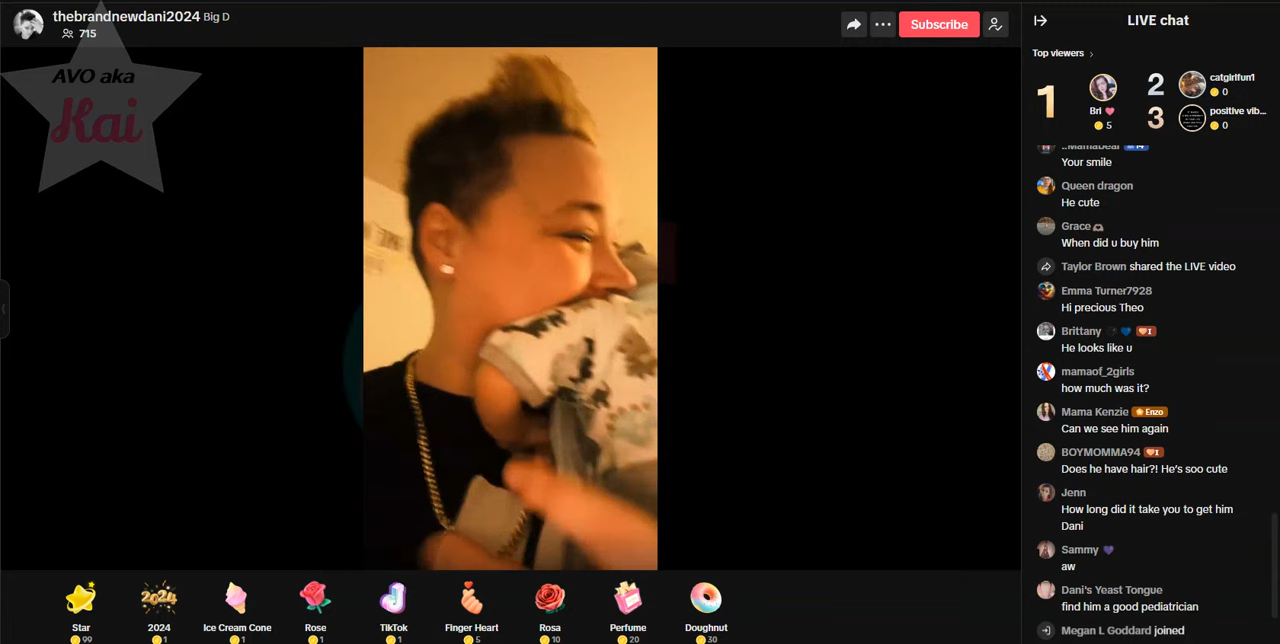 thebrandnewdani2024 Big D
715
Subscribe
AVO aka
Kai
LIVE chat
Top viewers
1
Bri
5
2
catgirlfun1
0
3
positive vib...
0
..Mamabear 14
Your smile
Queen dragon
He cute
Grace
When did u buy him
Taylor Brown shared the LIVE video
Emma Turner7928
Hi precious Theo
Brittany I
He looks like u
mamaof_2girls
how much was it?
Mama Kenzie Enzo
Can we see him again
BOYMOMMA94 I
Does he have hair?! He's soo cute
Jenn
How long did it take you to get him
Dani
Sammy
aw
Dani's Yeast Tongue
find him a good pediatrician
Megan L Goddard joined
2024
Star
2024
Ice Cream Cone
Rose
TikTok
Finger Heart
Rosa
Perfume
Doughnut
99
1
1
1
1
5
10
20
30